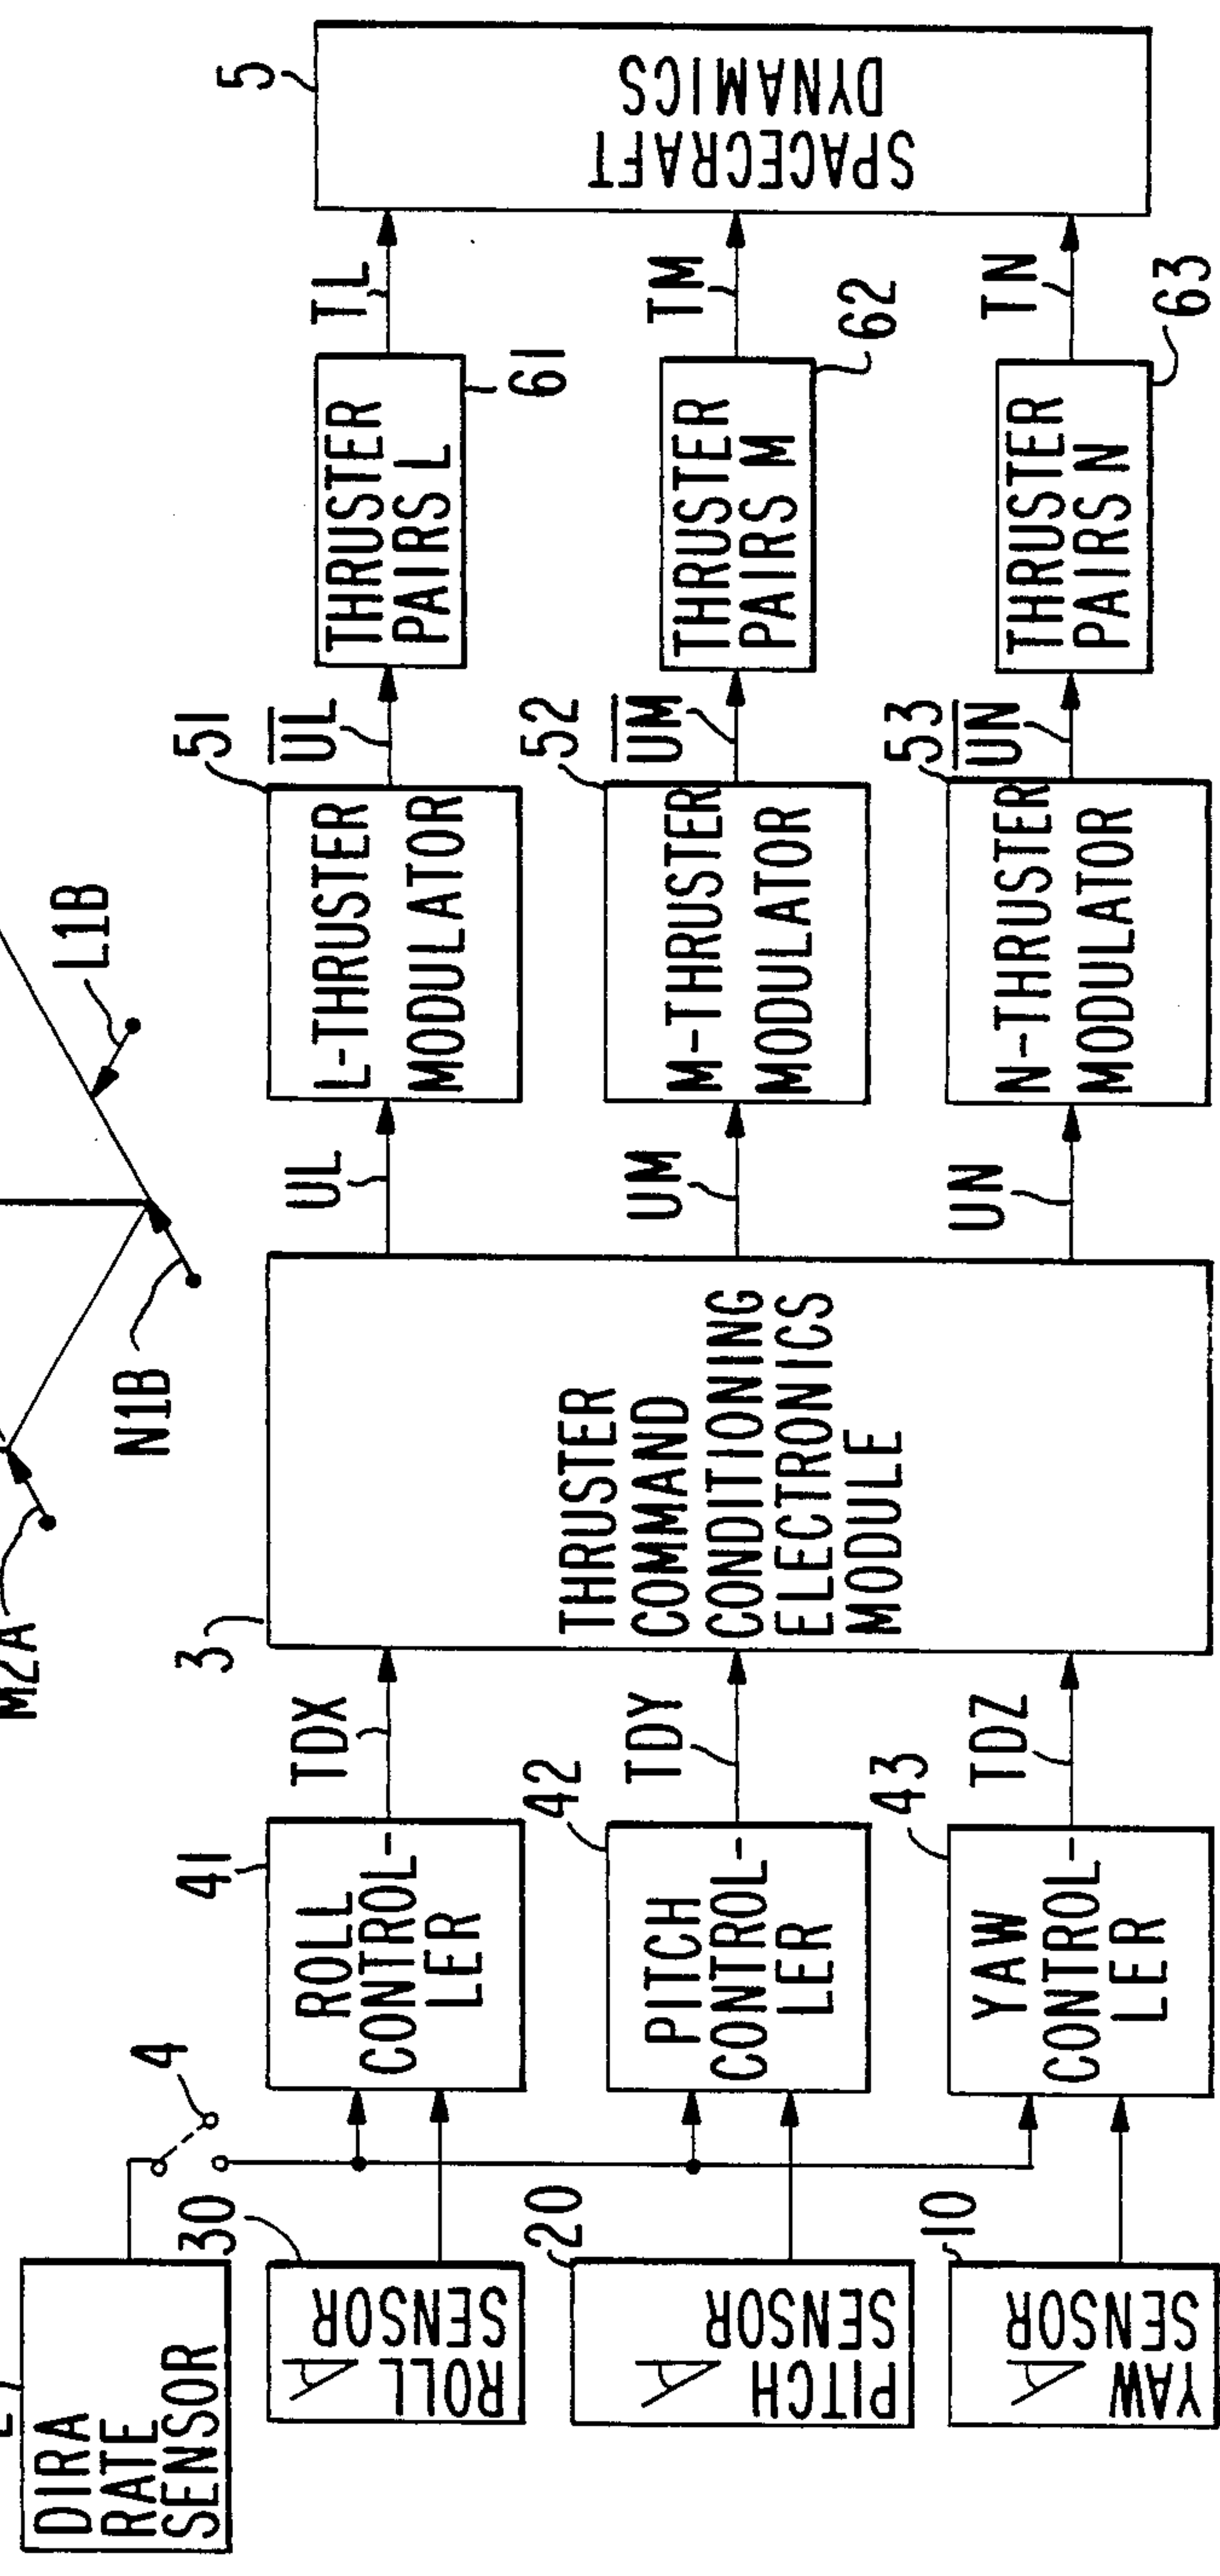 M2A
N1B
L1B
DIRA
RATE
SENSOR
4
30
ROLL
SENSOR
20
PITCH
SENSOR
10
YAW
SENSOR
41
ROLL
CONTROL-
LER
42
PITCH
CONTROL-
LER
43
YAW
CONTROL-
LER
TDX
TDY
TDZ
3
THRUSTER
COMMAND
CONDITIONING
ELECTRONICS
MODULE
UL
UM
UN
51
L-THRUSTER
MODULATOR
52
M-THRUSTER
MODULATOR
53
N-THRUSTER
MODULATOR
U̅L̅
U̅M̅
U̅N̅
THRUSTER
PAIRS L
61
THRUSTER
PAIRS M
62
THRUSTER
PAIRS N
63
TL
TM
TN
5
SPACECRAFT
DYNAMICS